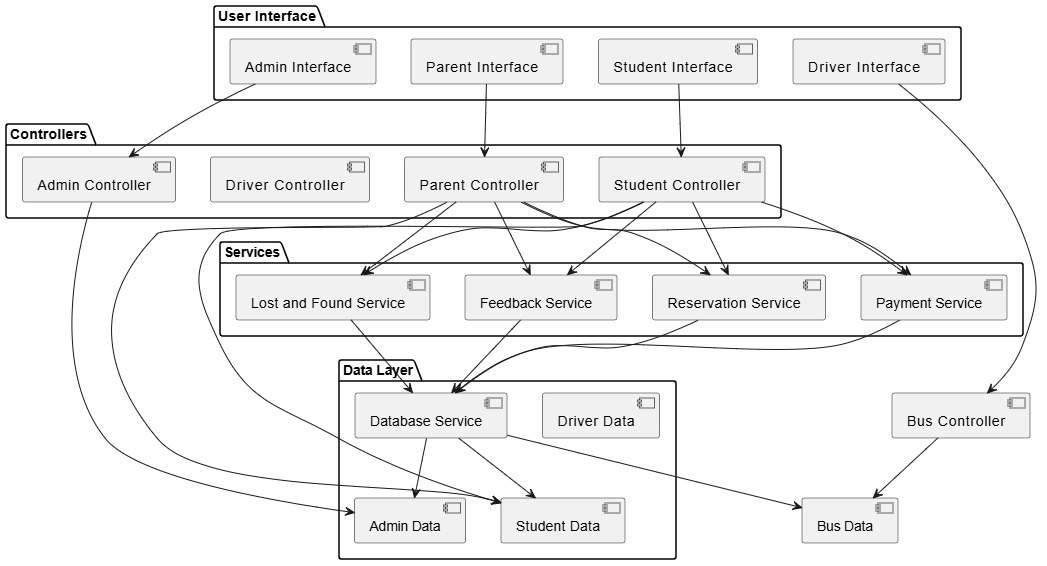 User Interface
Admin Interface
Parent Interface
Student Interface
Driver Interface
Controllers
Admin Controller
Driver Controller
Parent Controller
Student Controller
Services
Lost and Found Service
Feedback Service
Reservation Service
Payment Service
Data Layer
Database Service
Driver Data
Bus Controller
Admin Data
Student Data
Bus Data